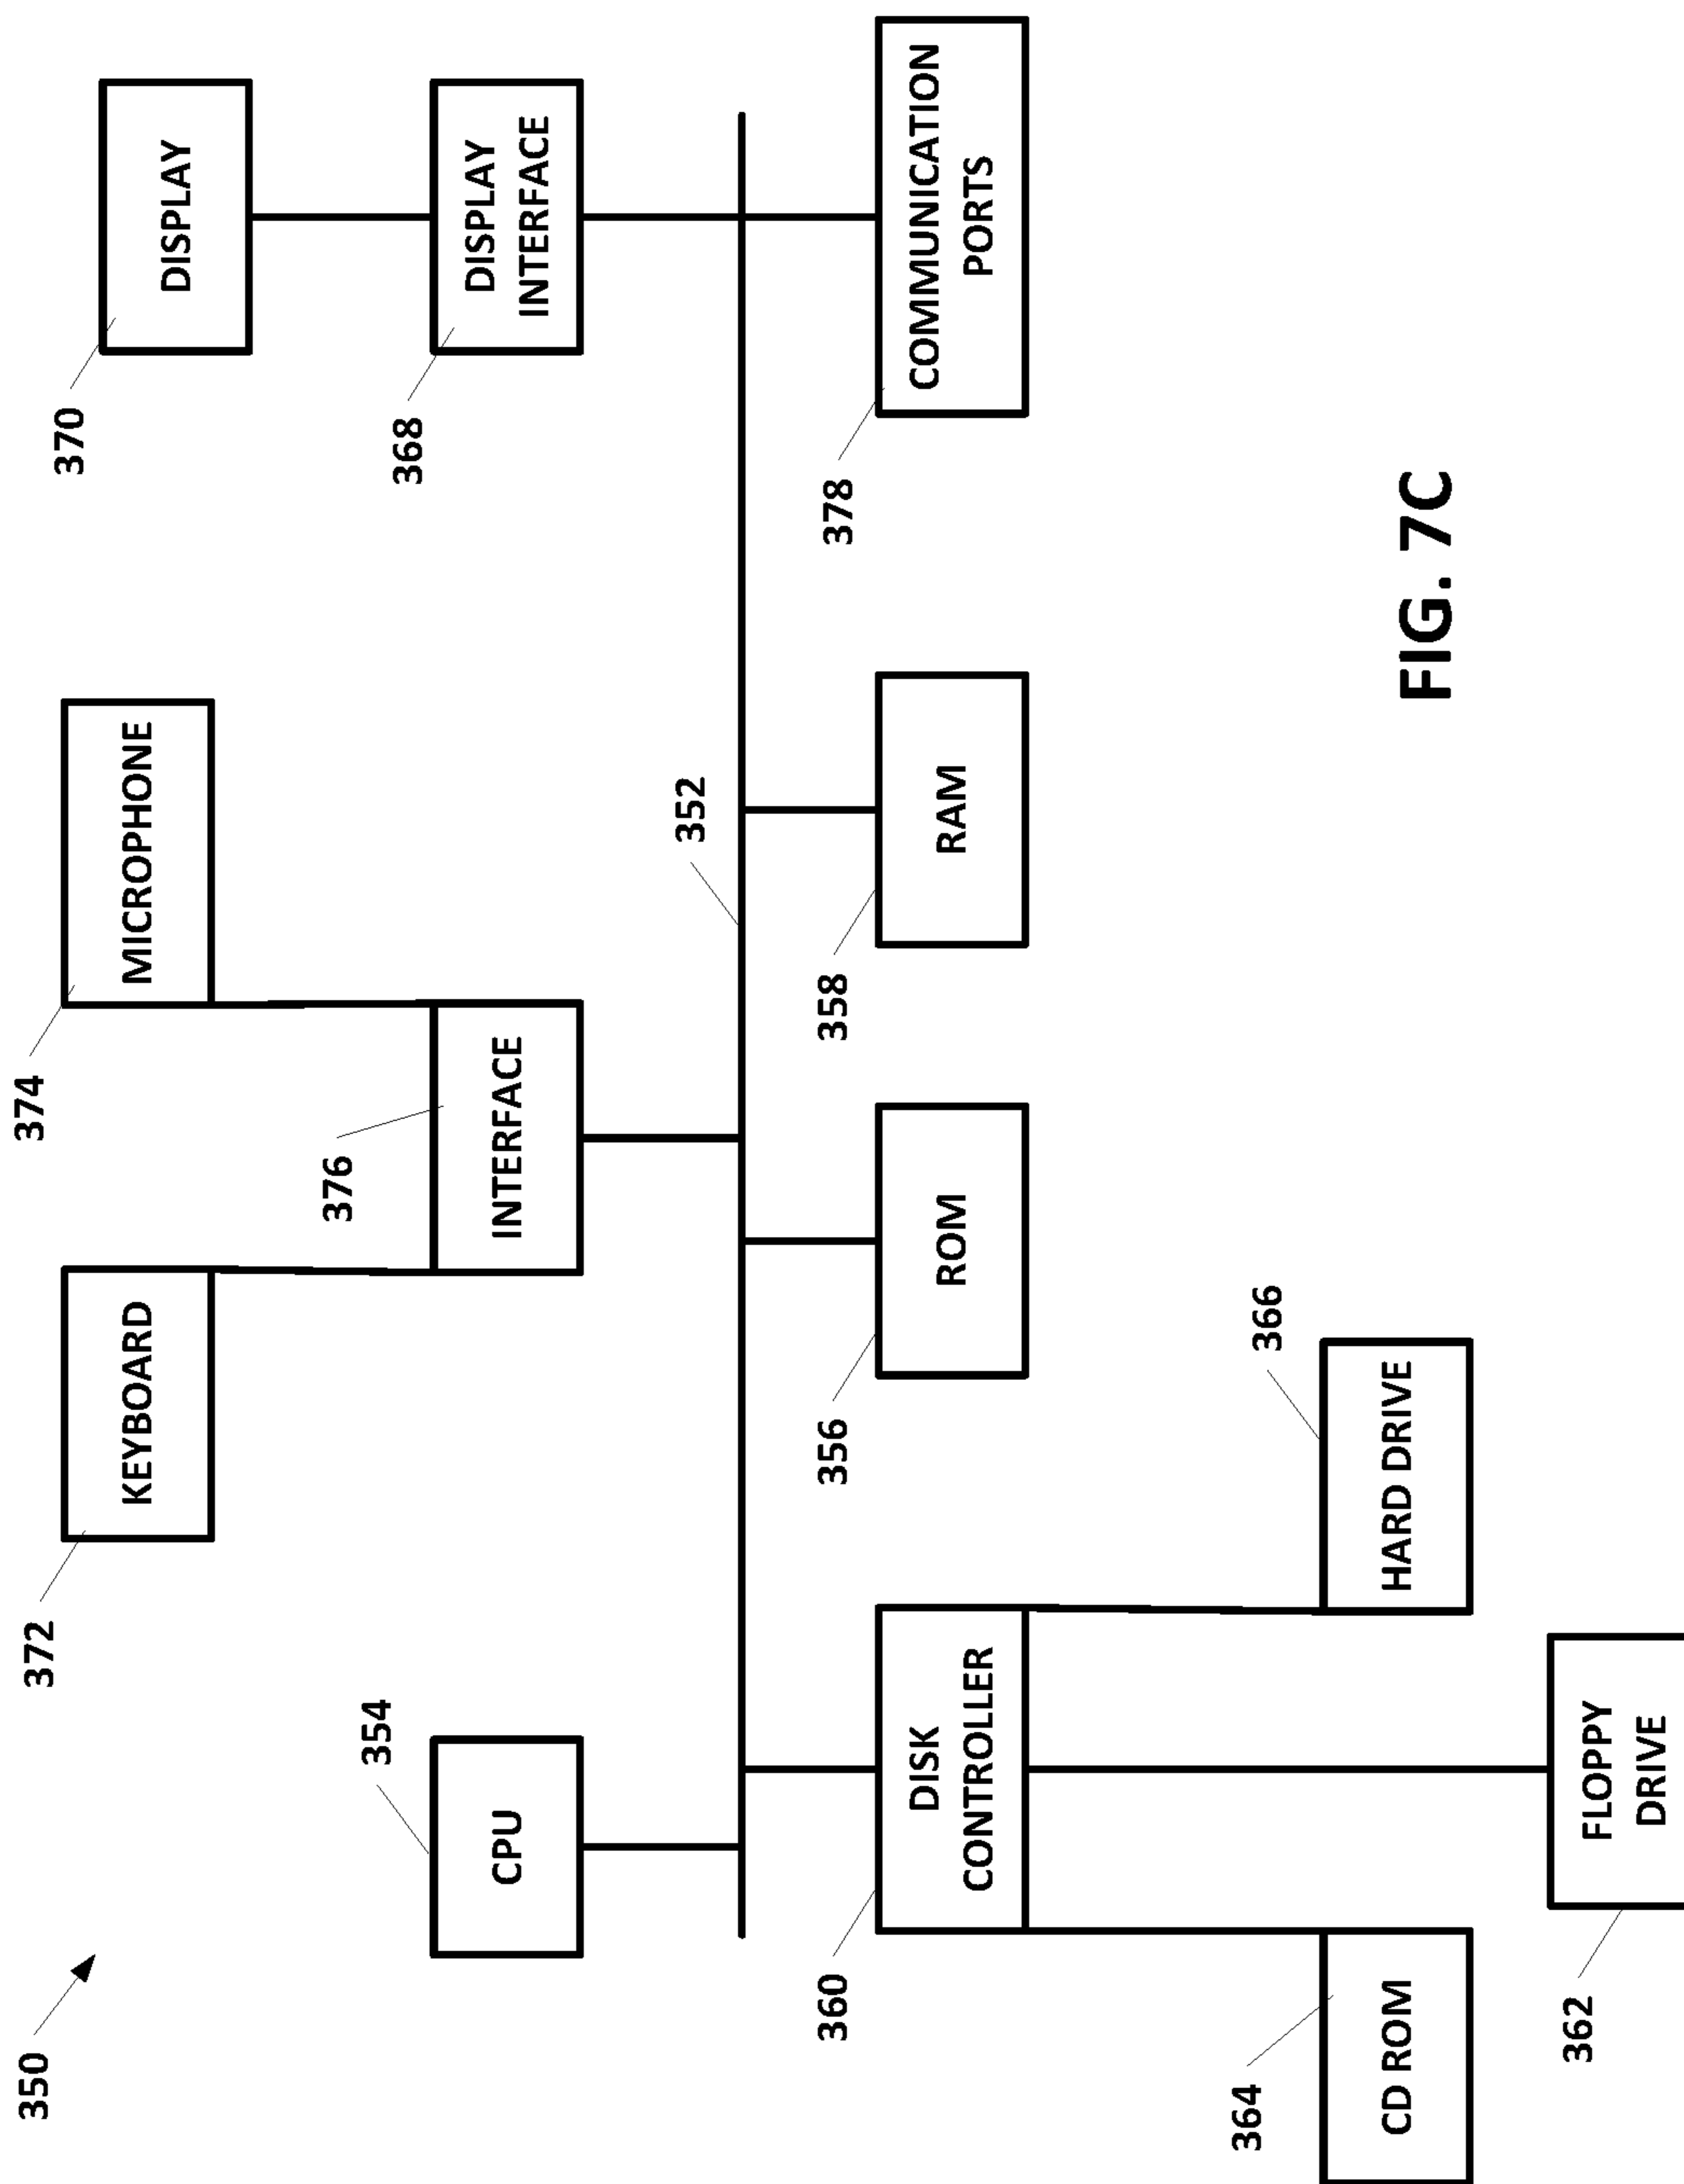 350
372
KEYBOARD
374
MICROPHONE
370
DISPLAY
354
CPU
376
INTERFACE
368
DISPLAY
INTERFACE
352
360
DISK
CONTROLLER
356
ROM
358
RAM
378
COMMUNICATION
PORTS
364
CD ROM
366
HARD DRIVE
362
FLOPPY
DRIVE
FIG. 7C